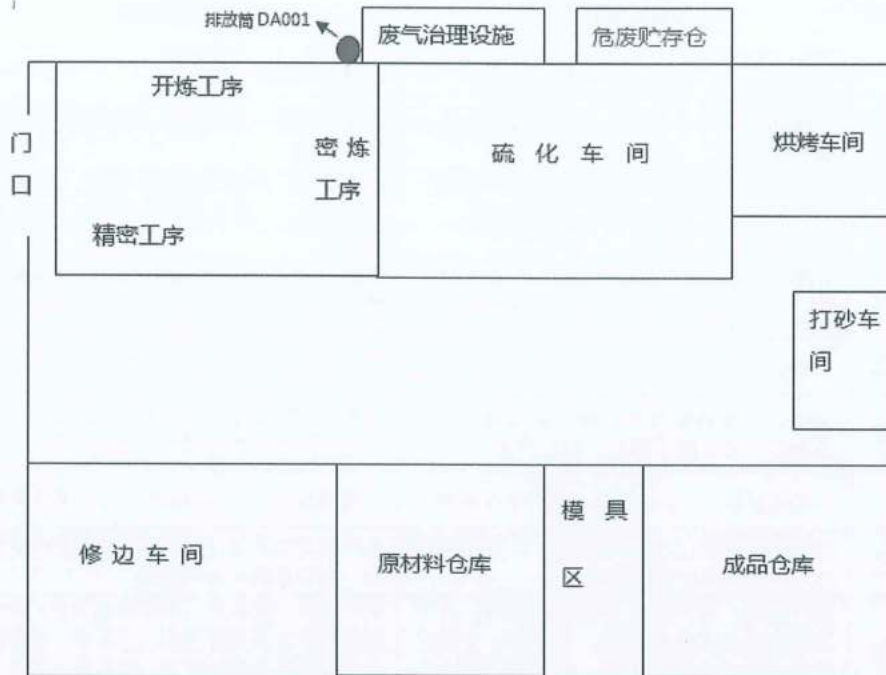 排放筒 DA001
废气治理设施
危废贮存仓
开炼工序
门
口
密 炼
工序
硫 化 车 间
烘烤车间
精密工序
打砂车
间
修 边 车 间
原材料仓库
模 具
区
成品仓库